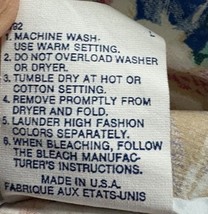 92
1. MACHINE WASH-
USE WARM SETTING.
2. DO NOT OVERLOAD WASHER
OR DRYER.
3. TUMBLE DRY AT HOT OR
COTTON SETTING.
4. REMOVE PROMPTLY FROM
DRYER AND FOLD.
5. LAUNDER HIGH FASHION
COLORS SEPARATELY.
6. WHEN BLEACHING, FOLLOW
THE BLEACH MANUFAC-
TURER'S INSTRUCTIONS.
MADE IN U.S.A.
FABRIQUE AUX ETATS-UNIS